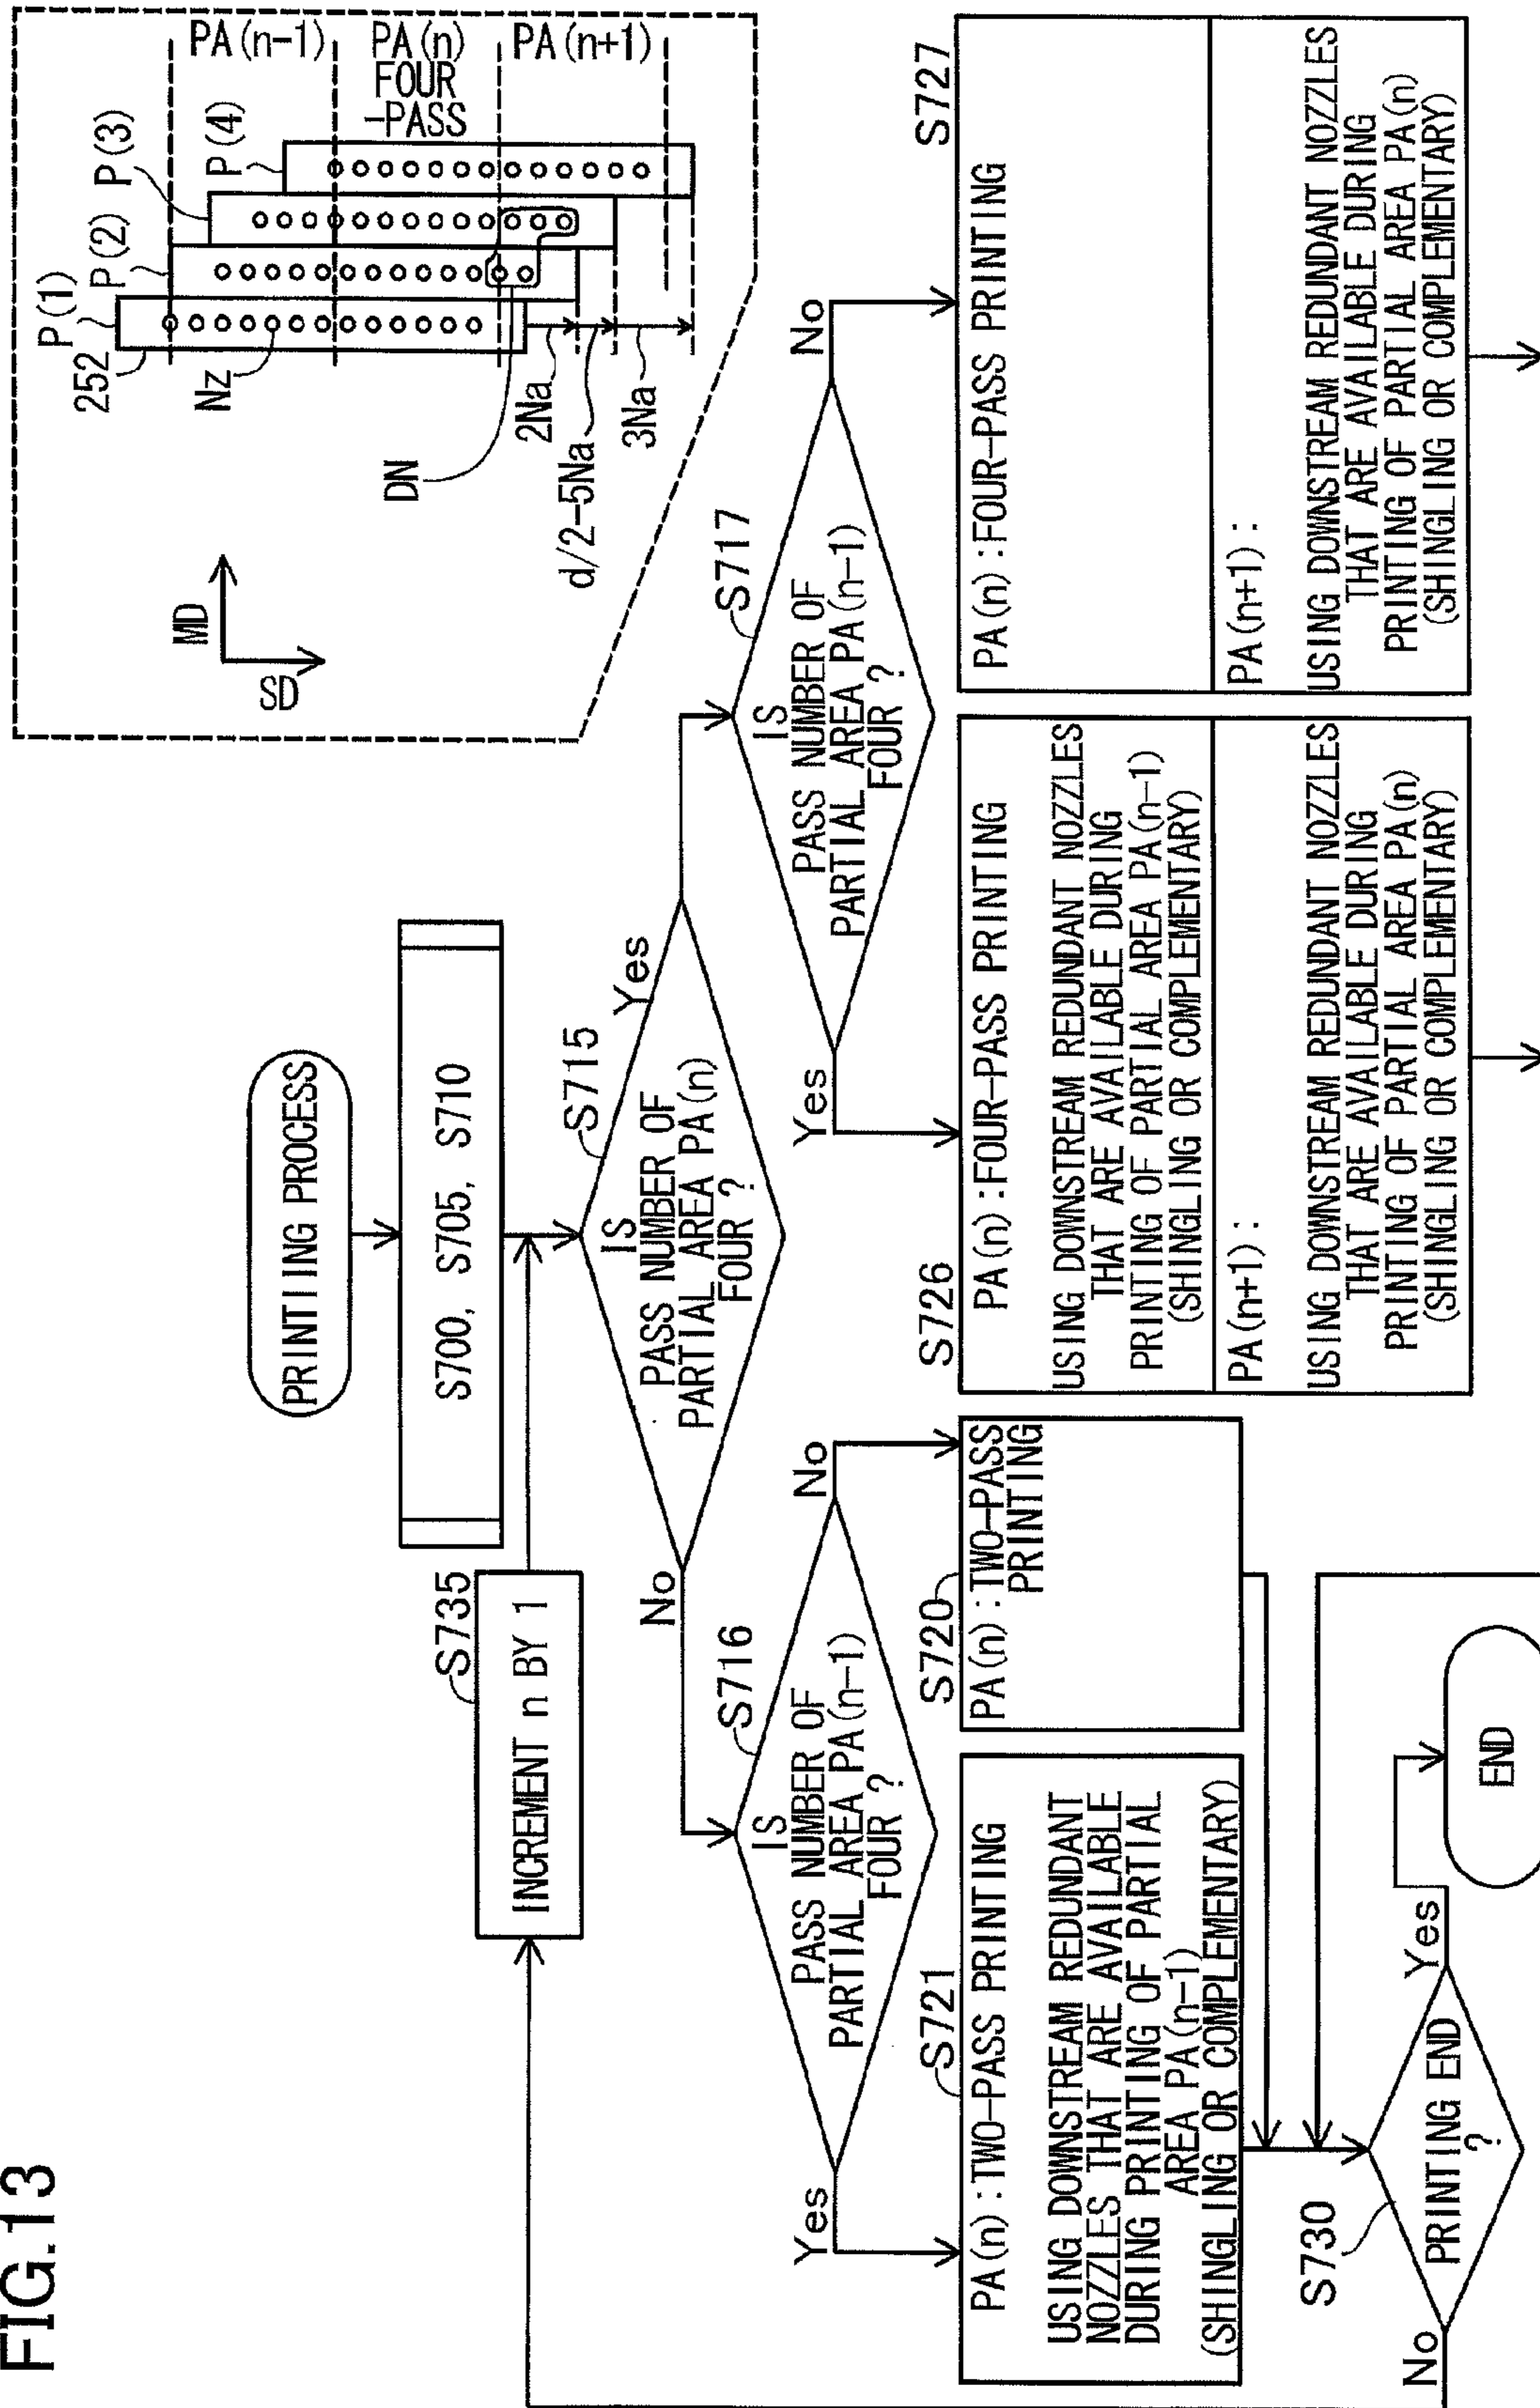 FIG.13
PRINTING PROCESS
S700, S705, S710
S735
INCREMENT n BY 1
S715
IS
PASS NUMBER OF
PARTIAL AREA PA(n)
FOUR ?
No
Yes
S716
IS
PASS NUMBER OF
PARTIAL AREA PA(n-1)
FOUR ?
Yes
No
S717
IS
PASS NUMBER OF
PARTIAL AREA PA(n-1)
FOUR ?
Yes
No
S721
PA(n):TWO-PASS PRINTING
USING DOWNSTREAM REDUNDANT
NOZZLES THAT ARE AVAILABLE
DURING PRINTING OF PARTIAL
AREA PA(n-1)
(SHINGLING OR COMPLEMENTARY)
S720
PA(n):TWO-PASS
PRINTING
S726
PA(n):FOUR-PASS PRINTING
USING DOWNSTREAM REDUNDANT NOZZLES
THAT ARE AVAILABLE DURING
PRINTING OF PARTIAL AREA PA(n-1)
(SHINGLING OR COMPLEMENTARY)
PA(n+1):
USING DOWNSTREAM REDUNDANT NOZZLES
THAT ARE AVAILABLE DURING
PRINTING OF PARTIAL AREA PA(n)
(SHINGLING OR COMPLEMENTARY)
S727
PA(n):FOUR-PASS PRINTING
PA(n+1):
USING DOWNSTREAM REDUNDANT NOZZLES
THAT ARE AVAILABLE DURING
PRINTING OF PARTIAL AREA PA(n)
(SHINGLING OR COMPLEMENTARY)
S730
PRINTING END
?
No
Yes
END
MD
SD
252
P(1)
P(2)
P(3)
P(4)
Nz
DN
2Na
d/2-5Na
3Na
PA(n-1)
PA(n)
FOUR
-PASS
PA(n+1)